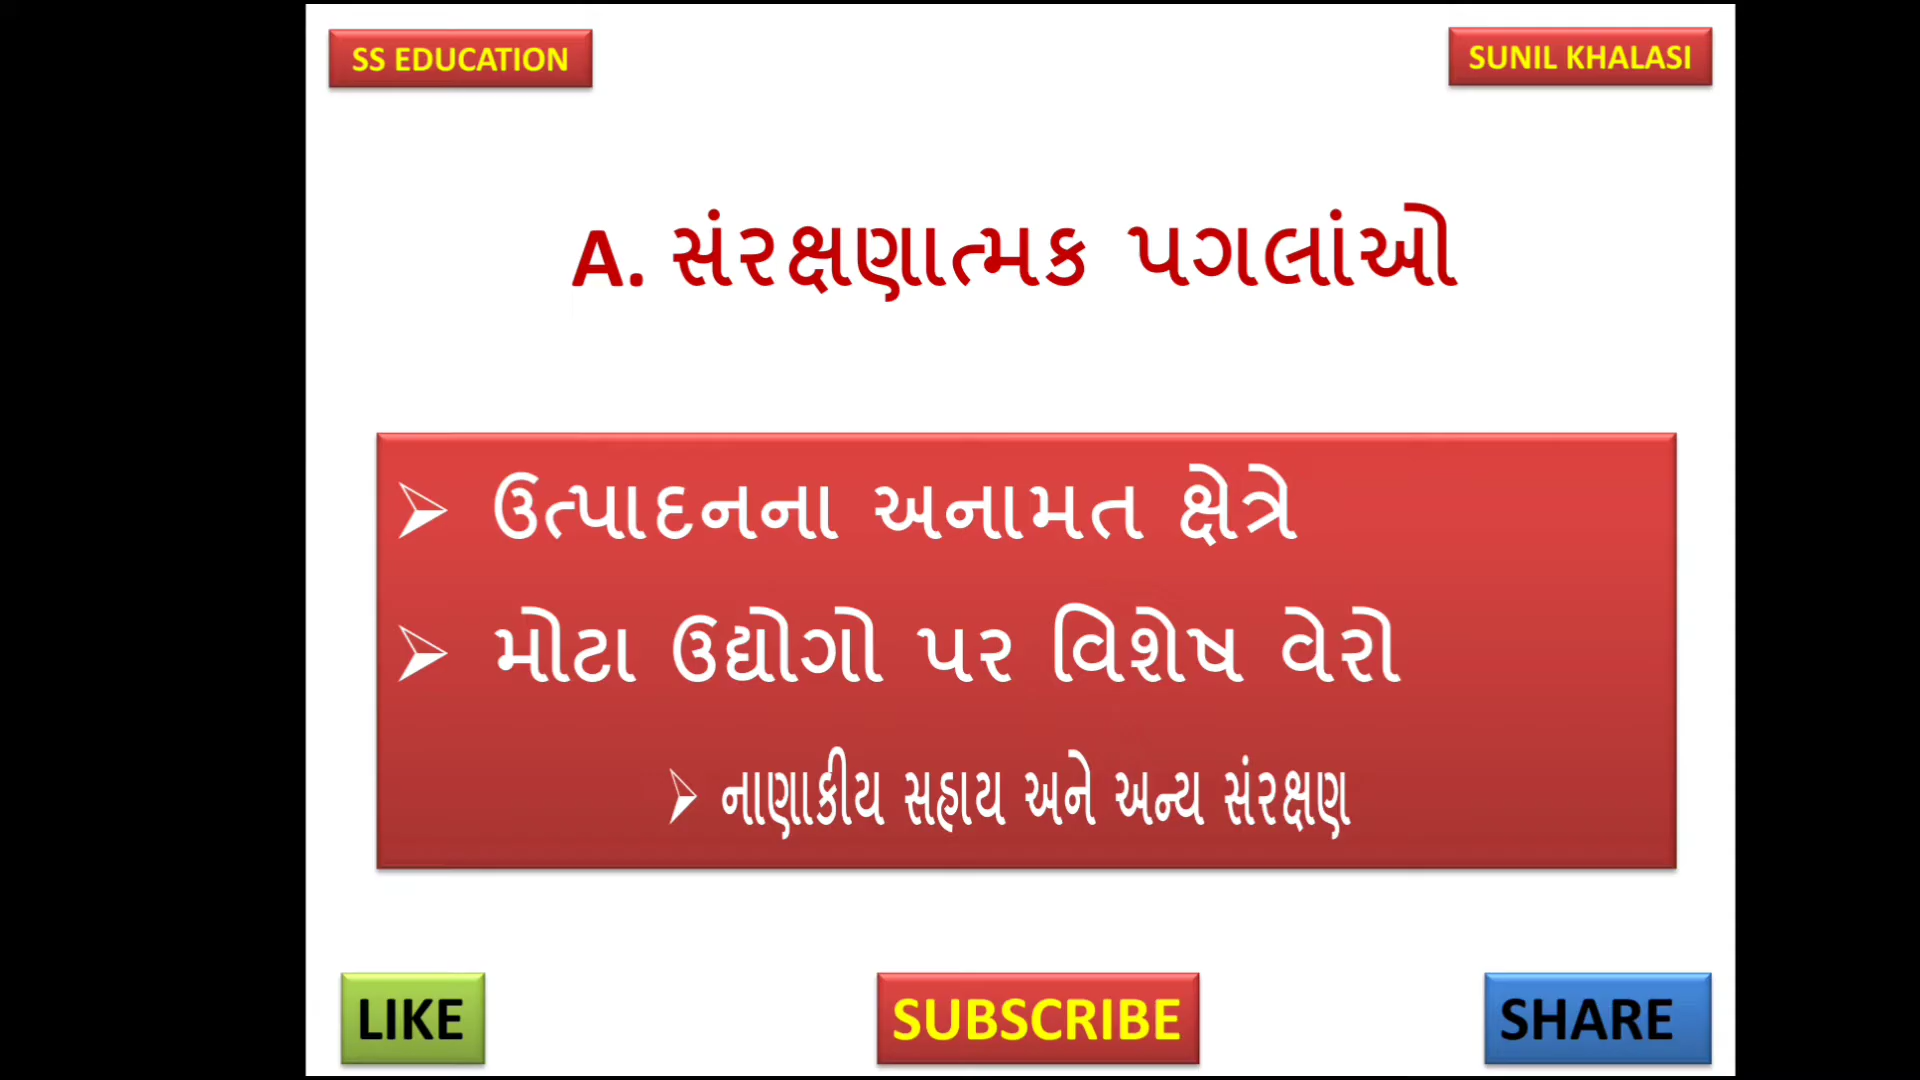 SS EDUCATION
SUNIL KHALASI
A. સંરક્ષણાત્મક પગલાંઓ
➢ ઉત્પાદનના અનામત ક્ષેત્રે
➢ મોટા ઉદ્યોગો પર વિશેષ વેરો
➢ નાણાકીય સહાય અને અન્ય સંરક્ષણ
LIKE
SUBSCRIBE
SHARE